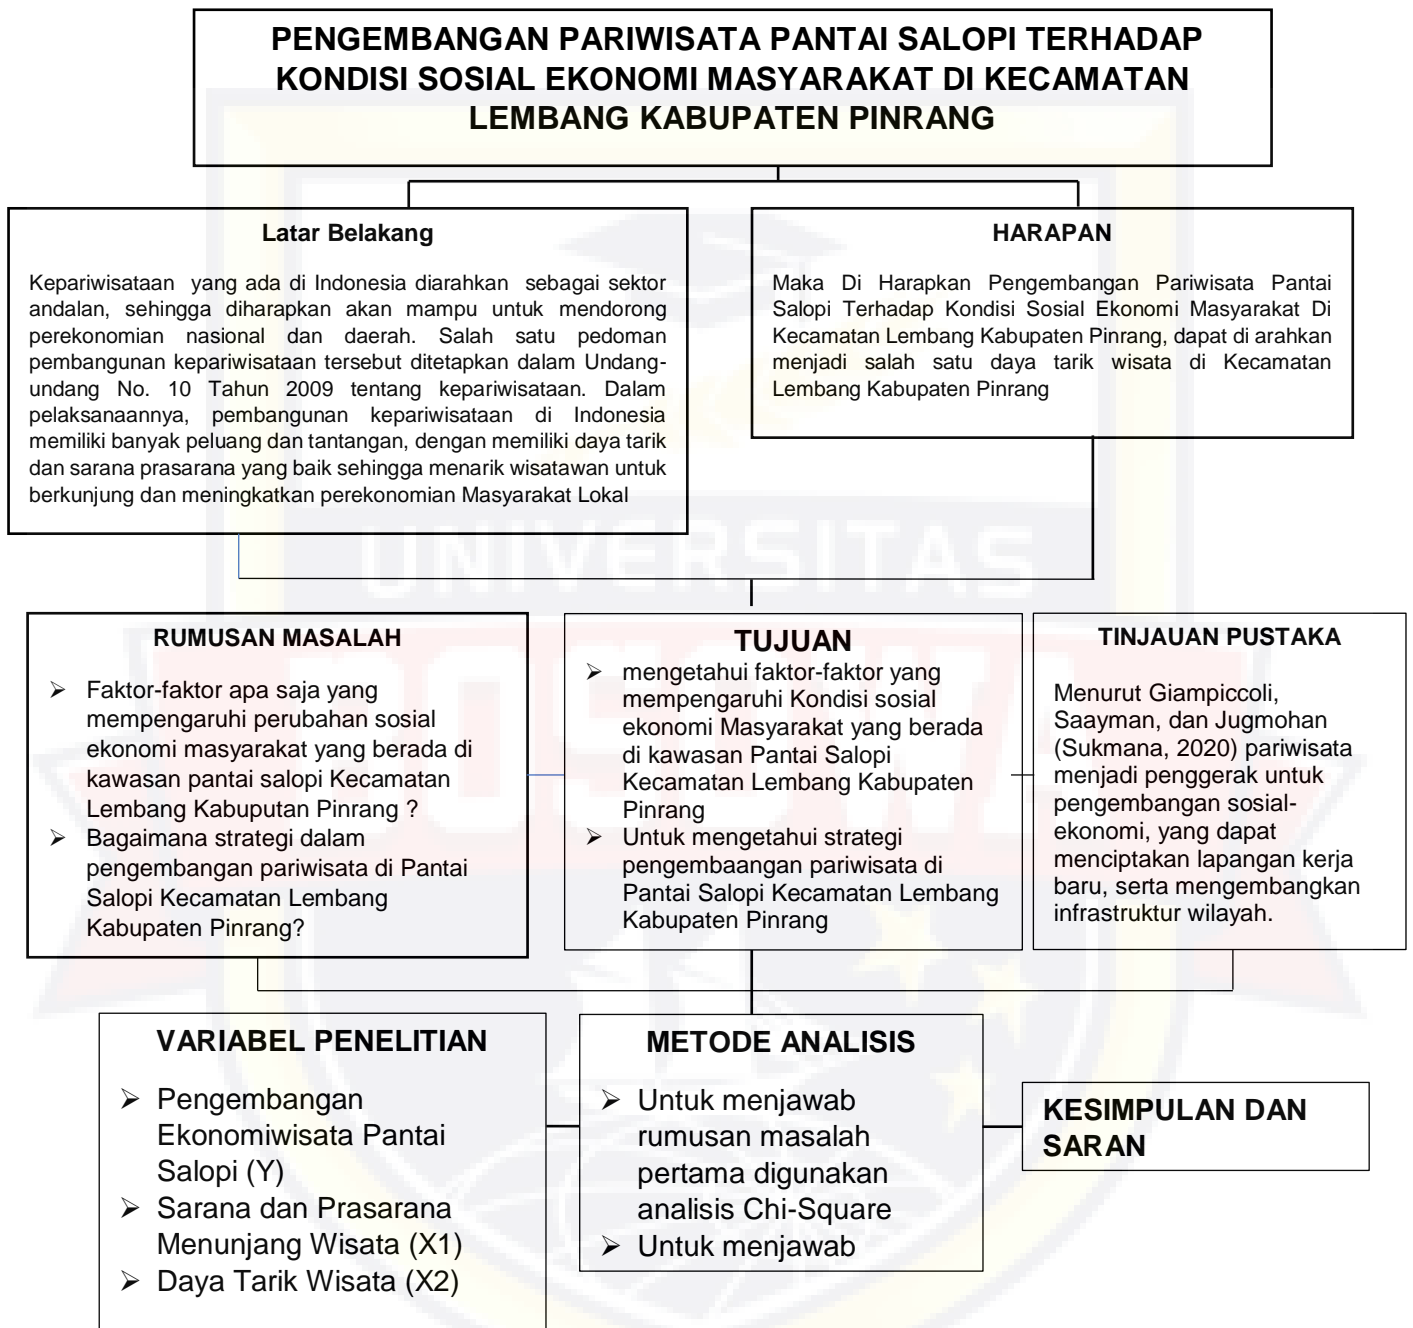 PENGEMBANGAN PARIWISATA PANTAI SALOPI TERHADAP
KONDISI SOSIAL EKONOMI MASYARAKAT DI KECAMATAN
LEMBANG KABUPATEN PINRANG
Latar Belakang
Kepariwisataan yang ada di Indonesia diarahkan sebagai sektor
andalan, sehingga diharapkan akan mampu untuk mendorong
perekonomian nasional dan daerah. Salah satu pedoman
pembangunan kepariwisataan tersebut ditetapkan dalam Undang-
undang No. 10 Tahun 2009 tentang kepariwisataan. Dalam
pelaksanaannya, pembangunan kepariwisataan di Indonesia
memiliki banyak peluang dan tantangan, dengan memiliki daya tarik
dan sarana prasarana yang baik sehingga menarik wisatawan untuk
berkunjung dan meningkatkan perekonomian Masyarakat Lokal
HARAPAN
Maka Di Harapkan Pengembangan Pariwisata Pantai
Salopi Terhadap Kondisi Sosial Ekonomi Masyarakat Di
Kecamatan Lembang Kabupaten Pinrang, dapat di arahkan
menjadi salah satu daya tarik wisata di Kecamatan
Lembang Kabupaten Pinrang
UNIVERSITAS
BOSOWA
RUMUSAN MASALAH
➢ Faktor-faktor apa saja yang
mempengaruhi perubahan sosial
ekonomi masyarakat yang berada di
kawasan pantai salopi Kecamatan
Lembang Kabuputan Pinrang ?
➢ Bagaimana strategi dalam
pengembangan pariwisata di Pantai
Salopi Kecamatan Lembang
Kabupaten Pinrang?
TUJUAN
➢ mengetahui faktor-faktor yang
mempengaruhi Kondisi sosial
ekonomi Masyarakat yang berada
di kawasan Pantai Salopi
Kecamatan Lembang Kabupaten
Pinrang
➢ Untuk mengetahui strategi
pengembaangan pariwisata di
Pantai Salopi Kecamatan Lembang
Kabupaten Pinrang
TINJAUAN PUSTAKA
Menurut Giampiccoli,
Saayman, dan Jugmohan
(Sukmana, 2020) pariwisata
menjadi penggerak untuk
pengembangan sosial-
ekonomi, yang dapat
menciptakan lapangan kerja
baru, serta mengembangkan
infrastruktur wilayah.
VARIABEL PENELITIAN
➢ Pengembangan
Ekonomiwisata Pantai
Salopi (Y)
➢ Sarana dan Prasarana
Menunjang Wisata (X1)
➢ Daya Tarik Wisata (X2)
METODE ANALISIS
➢ Untuk menjawab
rumusan masalah
pertama digunakan
analisis Chi-Square
➢ Untuk menjawab
KESIMPULAN DAN
SARAN